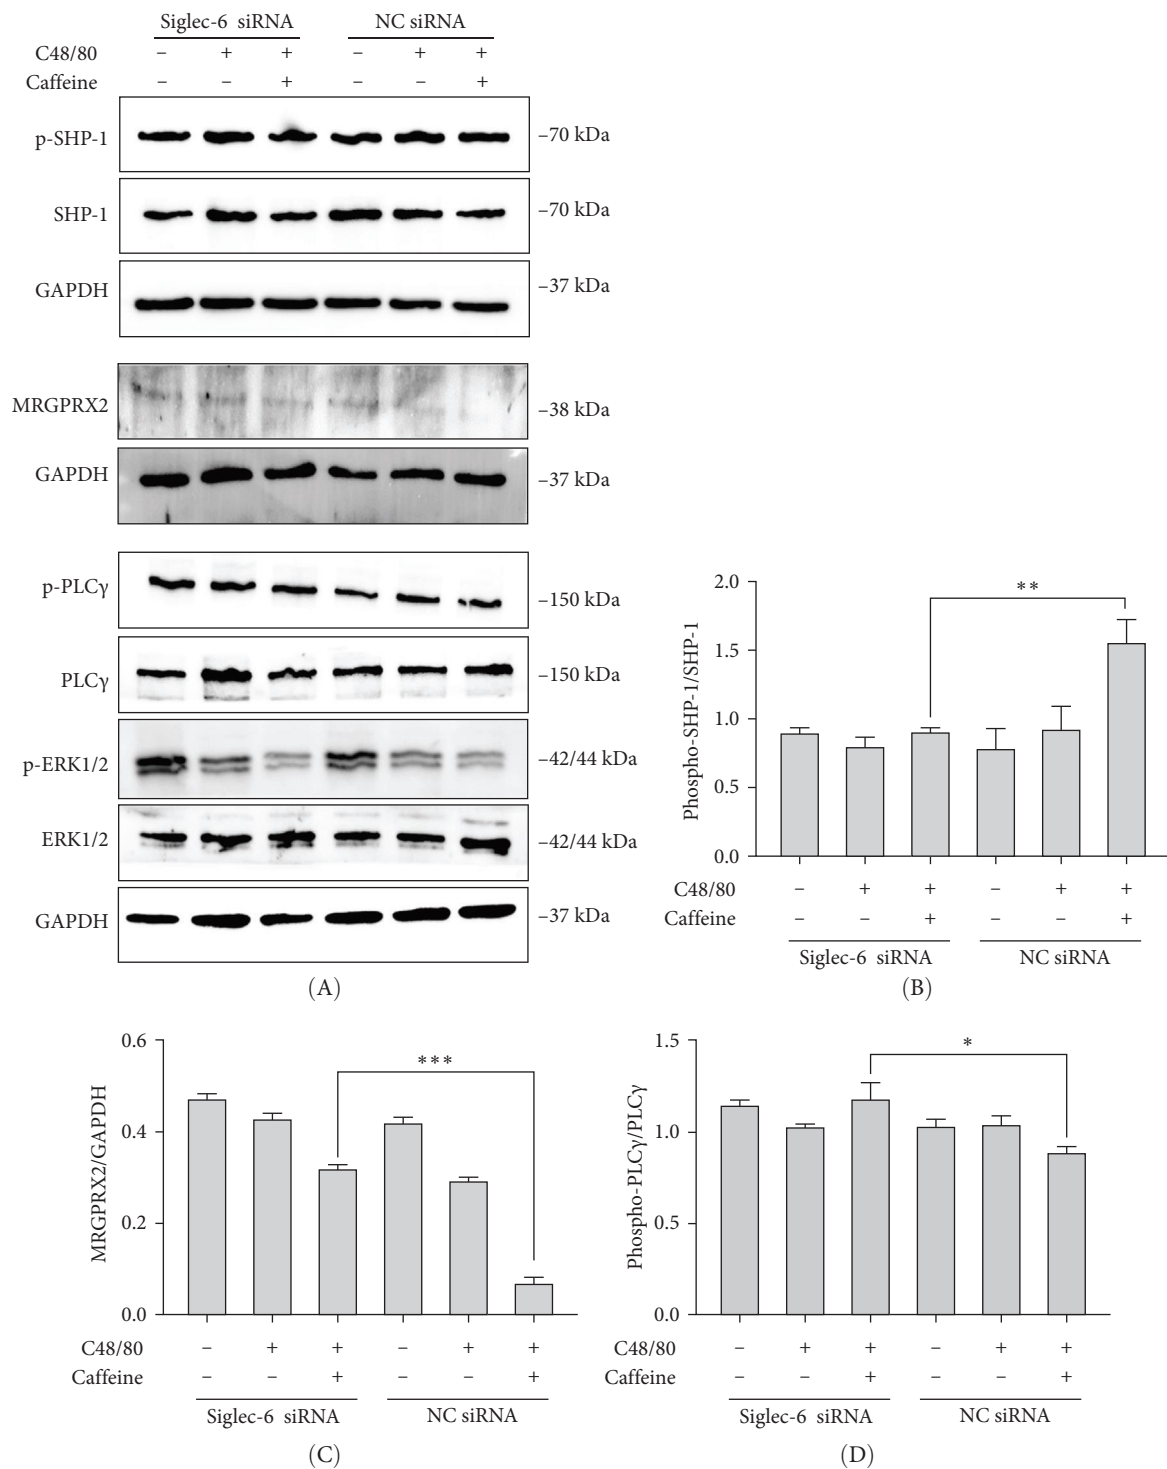 Siglec-6 siRNA NC siRNA
C48/80 – + + – + +
Caffeine – – + – – +
p-SHP-1 –70 kDa
SHP-1 –70 kDa
GAPDH –37 kDa
MRGPRX2 –38 kDa
GAPDH –37 kDa
p-PLCγ –150 kDa
PLCγ –150 kDa
p-ERK1/2 –42/44 kDa
ERK1/2 –42/44 kDa
GAPDH –37 kDa
(A)
Phospho-SHP-1/SHP-1
2.0
1.5
1.0
0.5
0.0
**
C48/80 – + + – + +
Caffeine – – + – – +
Siglec-6 siRNA NC siRNA
(B)
MRGPRX2/GAPDH
0.6
0.4
0.2
0.0
***
C48/80 – + + – + +
Caffeine – – + – – +
Siglec-6 siRNA NC siRNA
(C)
Phospho-PLCγ/PLCγ
1.5
1.0
0.5
0.0
*
C48/80 – + + – + +
Caffeine – – + – – +
Siglec-6 siRNA NC siRNA
(D)